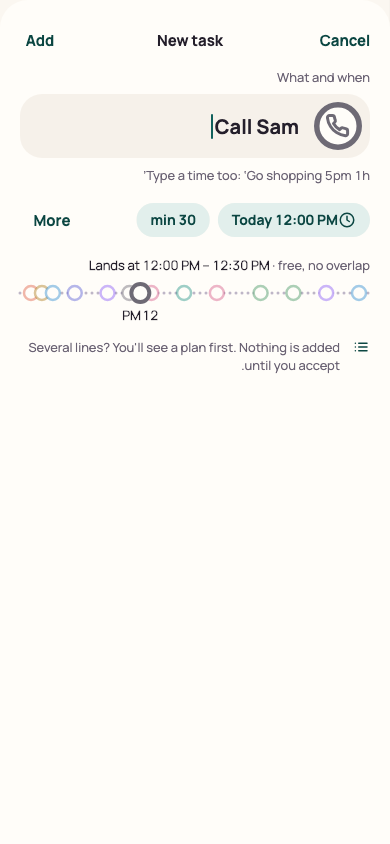 Cancel
New task
Add
What and when
Call Sam
'Type a time too: 'Go shopping 5pm 1h
Today 12:00 PM
min 30
More
Lands at 12:00 PM – 12:30 PM · free, no overlap
PM 12
Several lines? You'll see a plan first. Nothing is added
.until you accept